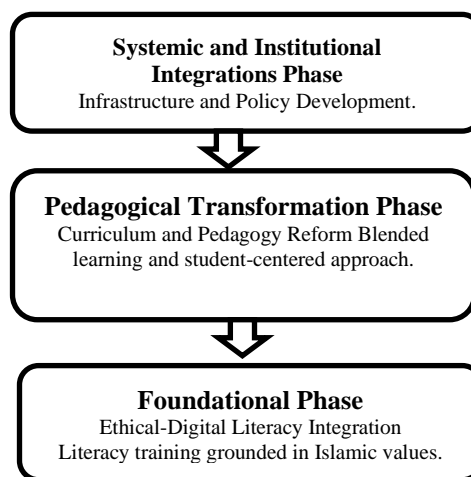 Systemic and Institutional
Integrations Phase
Infrastructure and Policy Development.
Pedagogical Transformation Phase
Curriculum and Pedagogy Reform Blended
learning and student-centered approach.
Foundational Phase
Ethical-Digital Literacy Integration
Literacy training grounded in Islamic values.